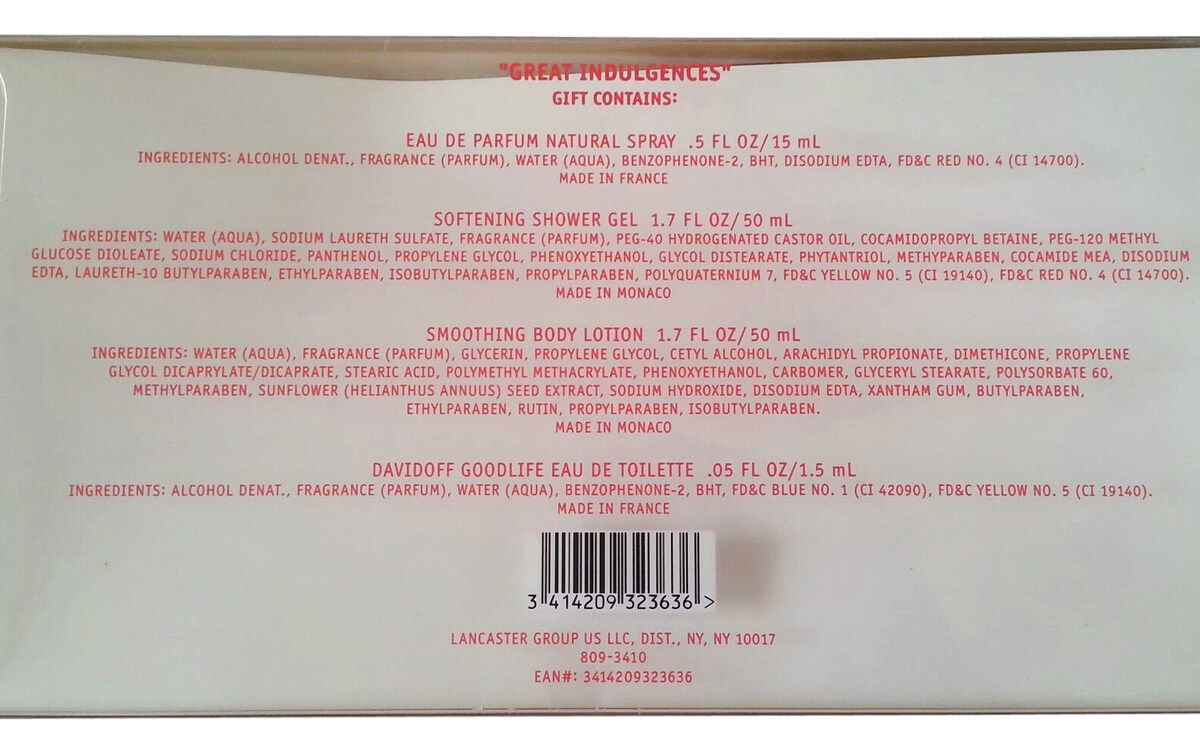 "GREAT INDULGENCES"
GIFT CONTAINS:
EAU DE PARFUM NATURAL SPRAY .5 FL OZ/15 mL
INGREDIENTS: ALCOHOL DENAT., FRAGRANCE (PARFUM), WATER (AQUA), BENZOPHENONE-2, BHT, DISODIUM EDTA, FD&C RED NO. 4 (CI 14700).
MADE IN FRANCE
SOFTENING SHOWER GEL 1.7 FL OZ/50 mL
INGREDIENTS: WATER (AQUA), SODIUM LAURETH SULFATE, FRAGRANCE (PARFUM), PEG-40 HYDROGENATED CASTOR OIL, COCAMIDOPROPYL BETAINE, PEG-120 METHYL
GLUCOSE DIOLEATE, SODIUM CHLORIDE, PANTHENOL, PROPYLENE GLYCOL, PHENOXYETHANOL, GLYCOL DISTEARATE, PHYTANTRIOL, METHYPARABEN, COCAMIDE MEA, DISODIUM
EDTA, LAURETH-10 BUTYLPARABEN, ETHYLPARABEN, ISOBUTYLPARABEN, PROPYLPARABEN, POLYQUATERNIUM 7, FD&C YELLOW NO. 5 (CI 19140), FD&C RED NO. 4 (CI 14700).
MADE IN MONACO
SMOOTHING BODY LOTION 1.7 FL OZ/50 mL
INGREDIENTS: WATER (AQUA), FRAGRANCE (PARFUM), GLYCERIN, PROPYLENE GLYCOL, CETYL ALCOHOL, ARACHIDYL PROPIONATE, DIMETHICONE, PROPYLENE
GLYCOL DICAPRYLATE/DICAPRATE, STEARIC ACID, POLYMETHYL METHACRYLATE, PHENOXYETHANOL, CARBOMER, GLYCERYL STEARATE, POLYSORBATE 60,
METHYLPARABEN, SUNFLOWER (HELIANTHUS ANNUUS) SEED EXTRACT, SODIUM HYDROXIDE, DISODIUM EDTA, XANTHAM GUM, BUTYLPARABEN,
ETHYLPARABEN, RUTIN, PROPYLPARABEN, ISOBUTYLPARABEN.
MADE IN MONACO
DAVIDOFF GOODLIFE EAU DE TOILETTE .05 FL OZ/1.5 mL
INGREDIENTS: ALCOHOL DENAT., FRAGRANCE (PARFUM), WATER (AQUA), BENZOPHENONE-2, BHT, FD&C BLUE NO. 1 (CI 42090), FD&C YELLOW NO. 5 (CI 19140).
MADE IN FRANCE
3 414209 323636 >
LANCASTER GROUP US LLC, DIST., NY, NY 10017
809-3410
EAN#: 3414209323636